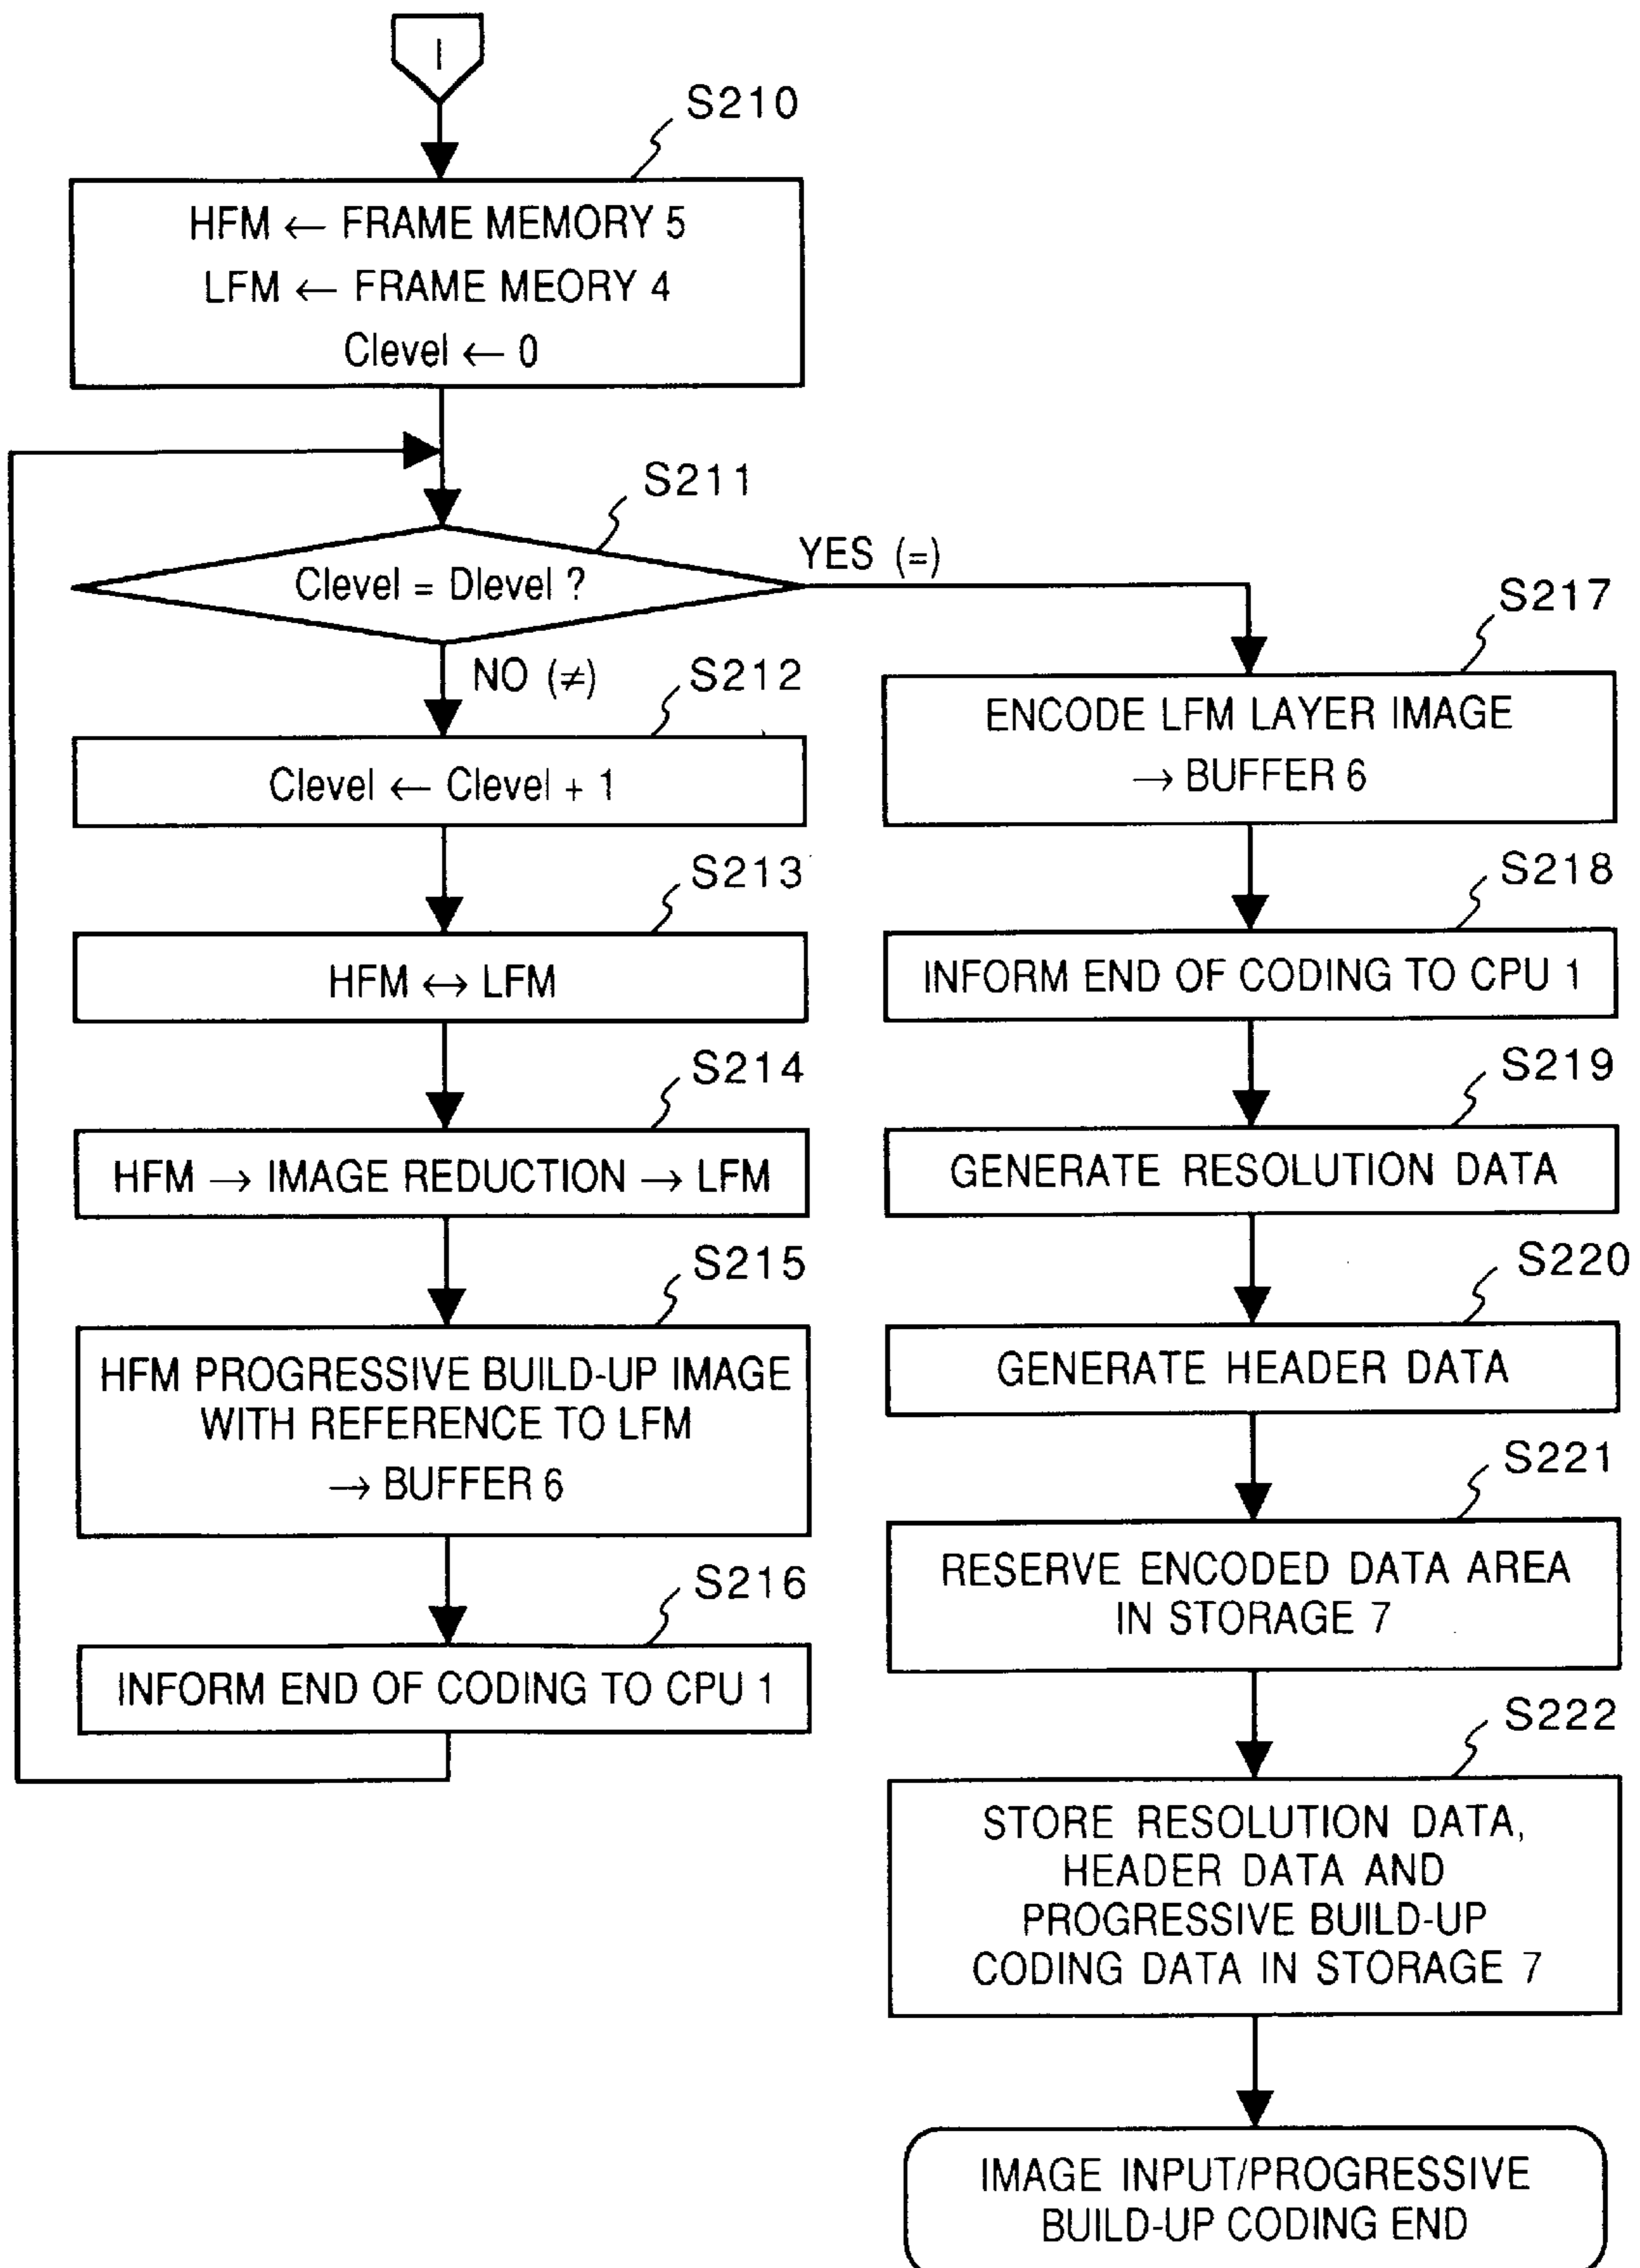 I
S210
HFM ← FRAME MEMORY 5
LFM ← FRAME MEORY 4
Clevel ← 0
S211
Clevel = Dlevel ?
YES (=)
NO (≠)
S212
Clevel ← Clevel + 1
S213
HFM ↔ LFM
S214
HFM → IMAGE REDUCTION → LFM
S215
HFM PROGRESSIVE BUILD-UP IMAGE
WITH REFERENCE TO LFM
→ BUFFER 6
S216
INFORM END OF CODING TO CPU 1
S217
ENCODE LFM LAYER IMAGE
→ BUFFER 6
S218
INFORM END OF CODING TO CPU 1
S219
GENERATE RESOLUTION DATA
S220
GENERATE HEADER DATA
S221
RESERVE ENCODED DATA AREA
IN STORAGE 7
S222
STORE RESOLUTION DATA,
HEADER DATA AND
PROGRESSIVE BUILD-UP
CODING DATA IN STORAGE 7
IMAGE INPUT/PROGRESSIVE
BUILD-UP CODING END